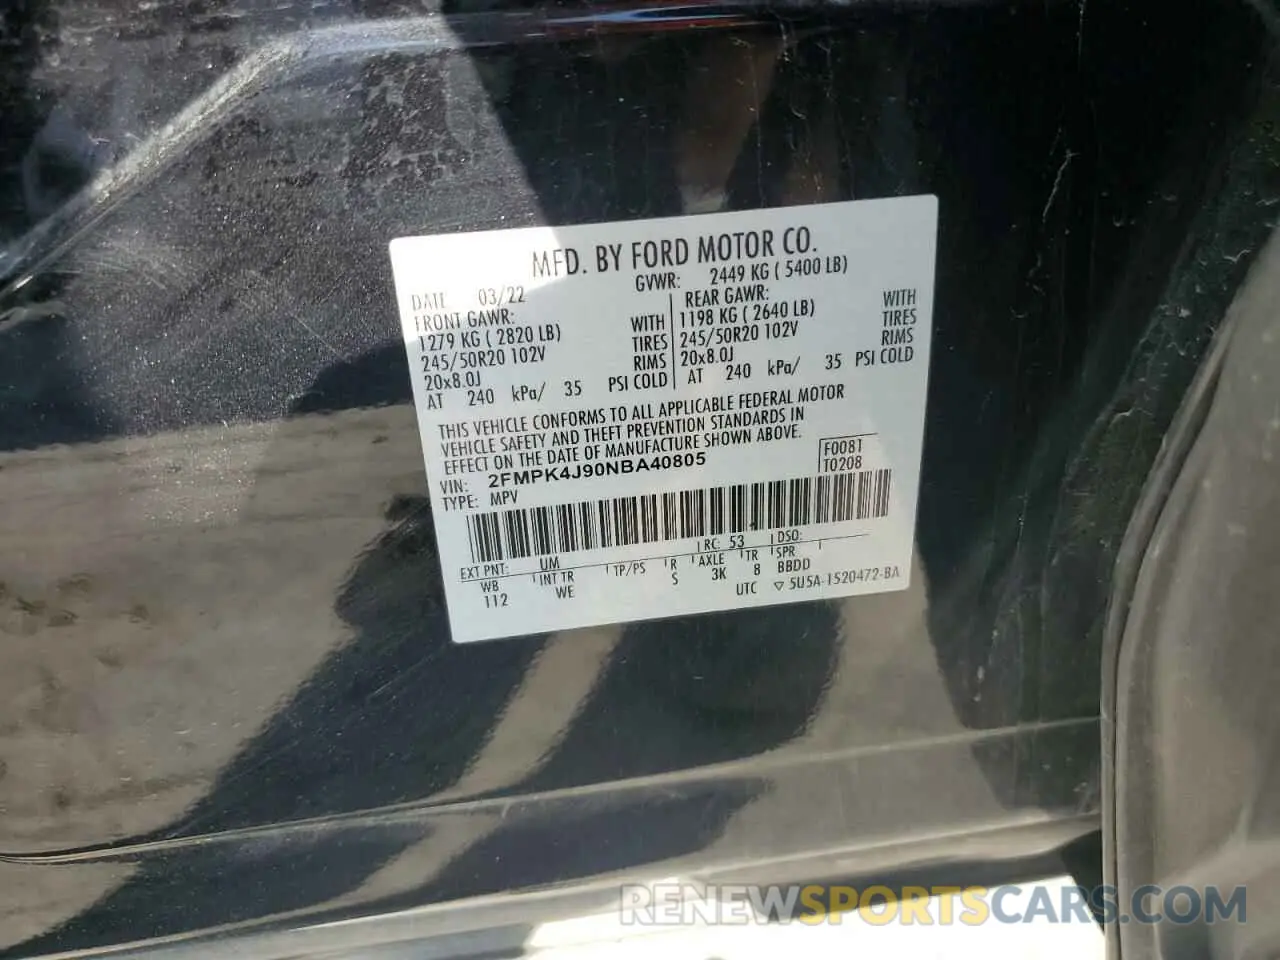 MFD. BY FORD MOTOR CO.
DATE 03/22 GVWR: 2449 KG ( 5400 LB)
FRONT GAWR: REAR GAWR:
1279 KG ( 2820 LB) WITH 1198 KG ( 2640 LB) WITH
245/50R20 102V TIRES 245/50R20 102V TIRES
20x8.0J RIMS 20x8.0J RIMS
AT 240 kPa/ 35 PSI COLD AT 240 kPa/ 35 PSI COLD
THIS VEHICLE CONFORMS TO ALL APPLICABLE FEDERAL MOTOR
VEHICLE SAFETY AND THEFT PREVENTION STANDARDS IN
EFFECT ON THE DATE OF MANUFACTURE SHOWN ABOVE.
VIN: 2FMPK4J90NBA40805 F0081
TYPE: MPV T0208
EXT PNT: UM RC: 53 DSO:
WB INT TR TP/PS R AXLE TR SPR
112 WE S 3K 8 BBDD
UTC ▽ 5U5A-1520472-BA
RENEWSPORTSCARS.COM